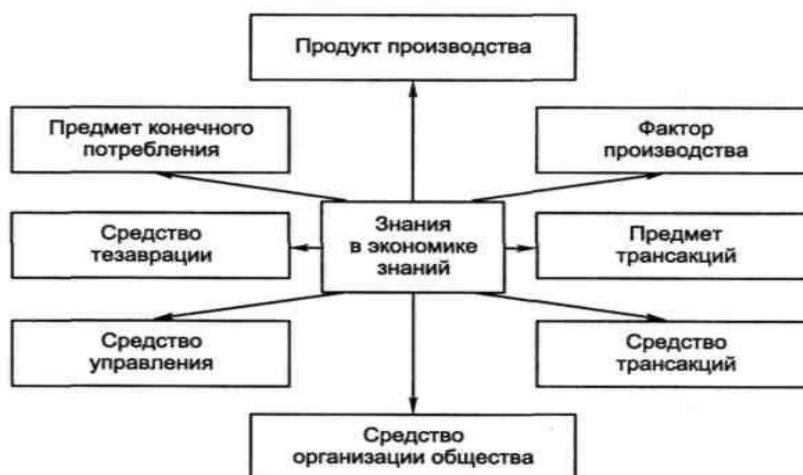 Продукт производства
Предмет конечного
потребления
Фактор
производства
Средство
тезаврации
Знания
в экономике
знаний
Предмет
трансакций
Средство
управления
Средство
трансакций
Средство
организации общества